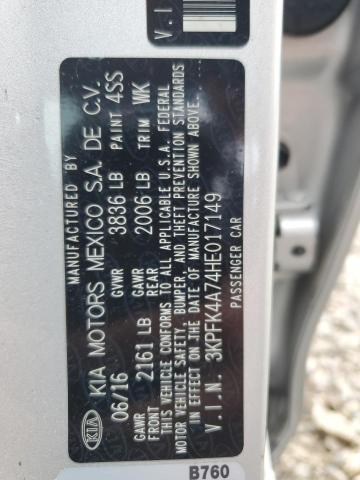 V.I
MANUFACTURED BY
KIA KIA MOTORS MEXICO S.A. DE C.V.
06/16 GVWR 3836 LB PAINT 4SS
GAWR FRONT 2161 LB GAWR REAR 2006 LB TRIM WK
THIS VEHICLE CONFORMS TO ALL APPLICABLE U.S.A. FEDERAL
MOTOR VEHICLE SAFETY, BUMPER, AND THEFT PREVENTION STANDARDS
IN EFFECT ON THE DATE OF MANUFACTURE SHOWN ABOVE.
V.I.N. 3KPFK4A74HE017149
PASSENGER CAR
B760